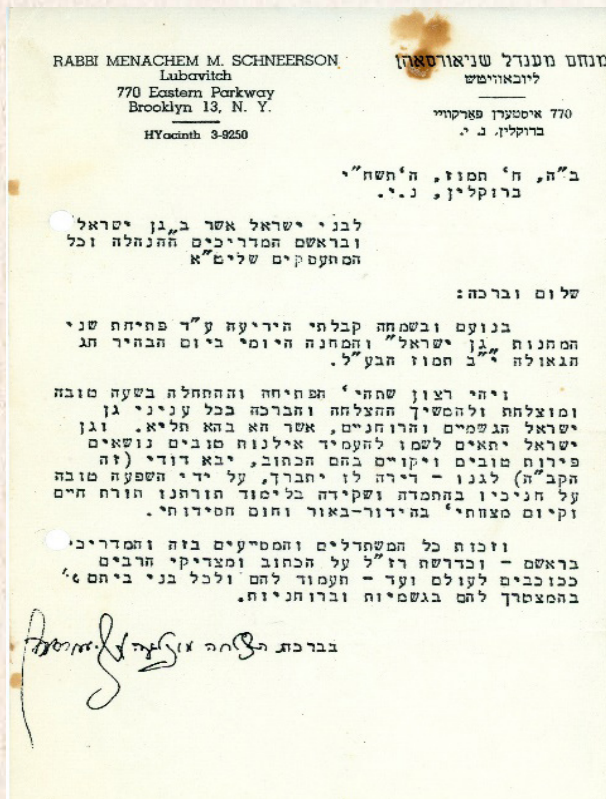 RABBI MENACHEM M. SCHNEERSON
Lubavitch
770 Eastern Parkway
Brooklyn 13, N. Y.
HYacinth 3-9250
מנחם מענדל שניאורסאהן
ליובאוויטש
770 איסטערן פארקוויי
ברוקלין, נ. י.
ב"ה, ח' תמוז, ה'תשח"י
ברוקלין, נ.י.
לבני ישראל אשר ב"גן ישראל"
ובראשם המדריכים ההנהלה וכל
המתעסקים שליט"א
שלום וברכה:
בנועם ובשמחה קבלתי הידיעה ע"ד פתיחת שני
המחנות "גן ישראל" והמחנה היומי ביום הבהיר חג
הגאולה י"ב תמוז הבע"ל.
ויהי רצון שתהי' הפתיחה וההתחלה בשעה טובה
ומוצלחת ולהמשיך ההצלחה והברכה בכל עניני גן
ישראל הגשמיים והרוחניים, אשר הא בהא תליא. וגן
ישראל יתאים לשמו להעמיד אילנות טובים נושאים
פירות טובים ויקויים בהם הכתוב, יבא דודי (זה
הקב"ה) לגנו - דירה לו יתברך, על ידי השפעה טובה
על חניכיו בהתמדה ושקידה בלימוד תורתנו תורת חיים
וקיום מצותי' בהידור-באור וחום חסידותי.
וזכות כל המשתדלים והמסייעים בזה והמדריכי
בראשם - וכדרשת רז"ל על הכתוב ומצדיקי הרבים
ככוכבים לעולם ועד - תעמוד להם ולכל בני ביתם
בהמצטרך להם בגשמיות וברוחניות.
בברכת הצלחה